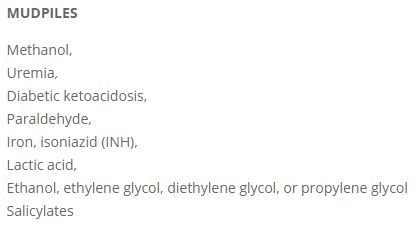 MUDPILES
Methanol,
Uremia,
Diabetic ketoacidosis,
Paraldehyde,
Iron, isoniazid (INH),
Lactic acid,
Ethanol, ethylene glycol, diethylene glycol, or propylene glycol
Salicylates